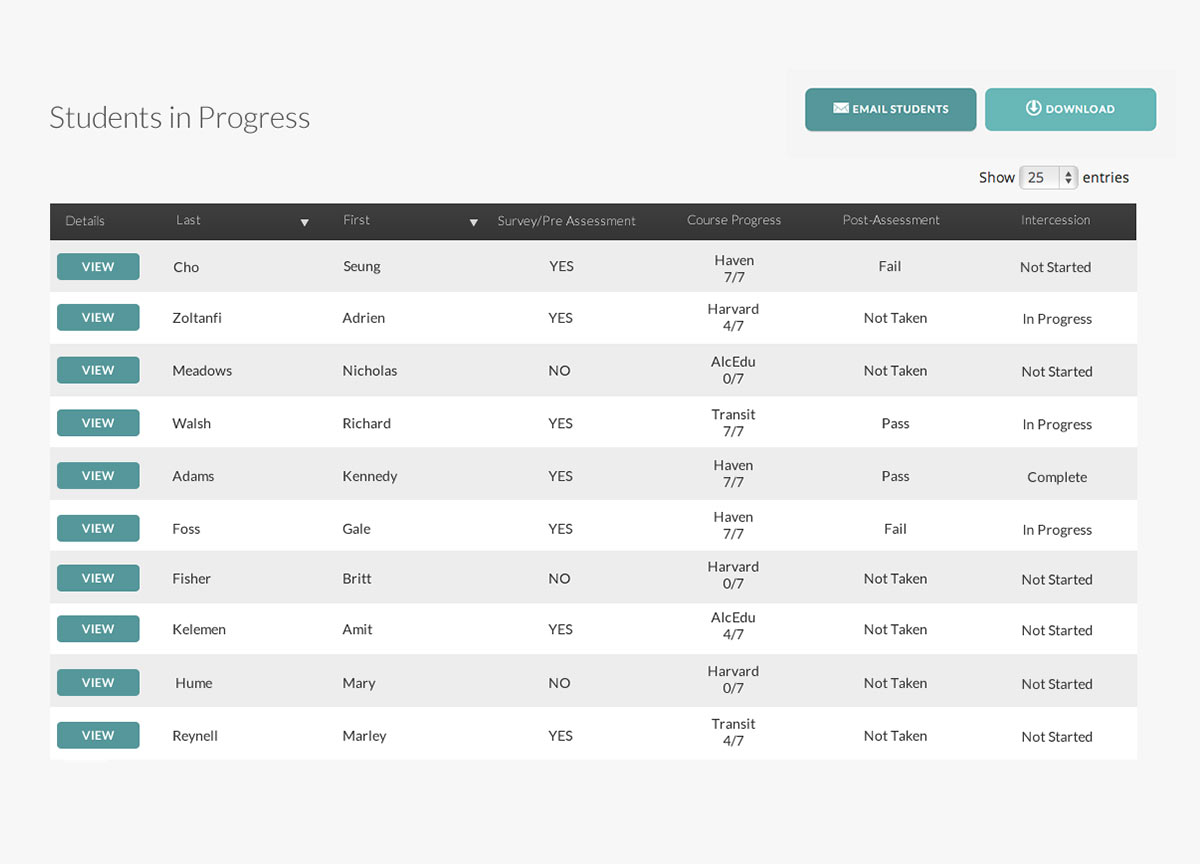 Students in Progress
EMAIL STUDENTS
DOWNLOAD
Show 25 entries
Details Last First Survey/Pre Assessment Course Progress Post-Assessment Intercession
VIEW Cho Seung YES Haven 7/7 Fail Not Started
VIEW Zoltanfi Adrien YES Harvard 4/7 Not Taken In Progress
VIEW Meadows Nicholas NO AlcEdu 0/7 Not Taken Not Started
VIEW Walsh Richard YES Transit 7/7 Pass In Progress
VIEW Adams Kennedy YES Haven 7/7 Pass Complete
VIEW Foss Gale YES Haven 7/7 Fail In Progress
VIEW Fisher Britt NO Harvard 0/7 Not Taken Not Started
VIEW Kelemen Amit YES AlcEdu 4/7 Not Taken Not Started
VIEW Hume Mary NO Harvard 0/7 Not Taken Not Started
VIEW Reynell Marley YES Transit 4/7 Not Taken Not Started